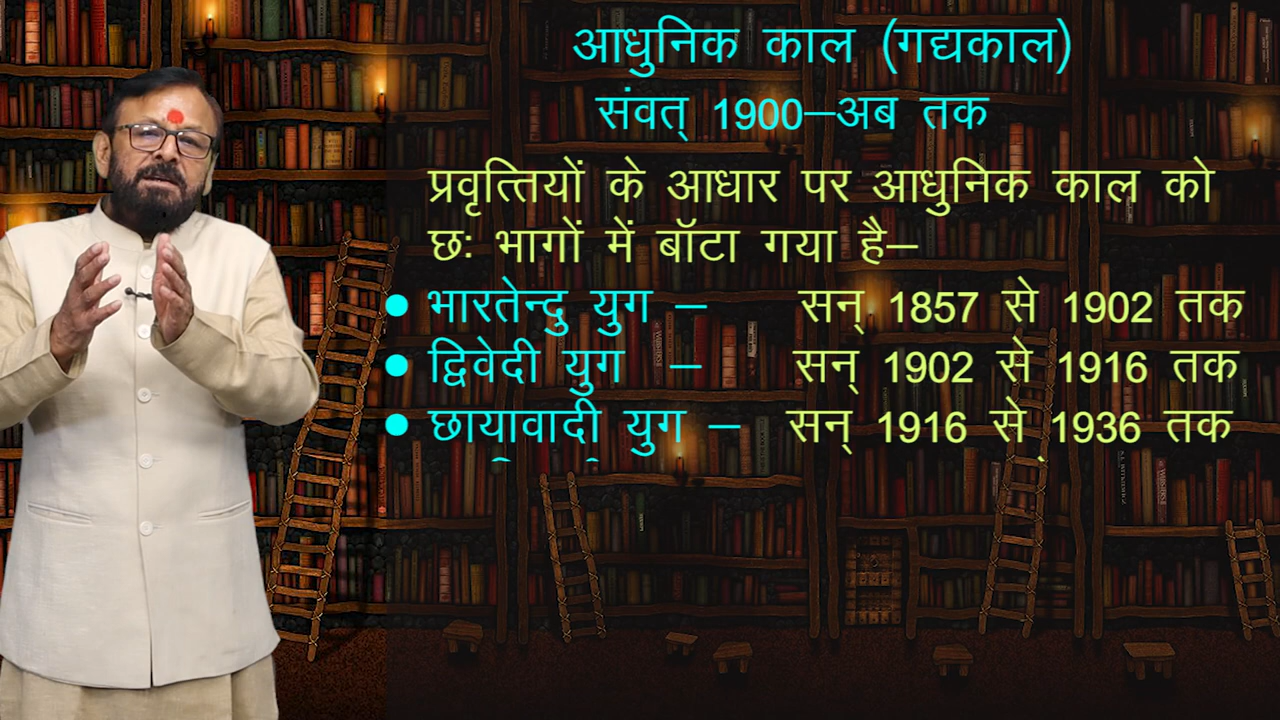 आधुनिक काल (गद्यकाल)
संवत् 1900—अब तक
प्रवृत्तियों के आधार पर आधुनिक काल को
छः भागों में बॉटा गया है—
• भारतेन्दु युग — सन् 1857 से 1902 तक
• द्विवेदी युग — सन् 1902 से 1916 तक
• छायावादी युग — सन् 1916 से 1936 तक